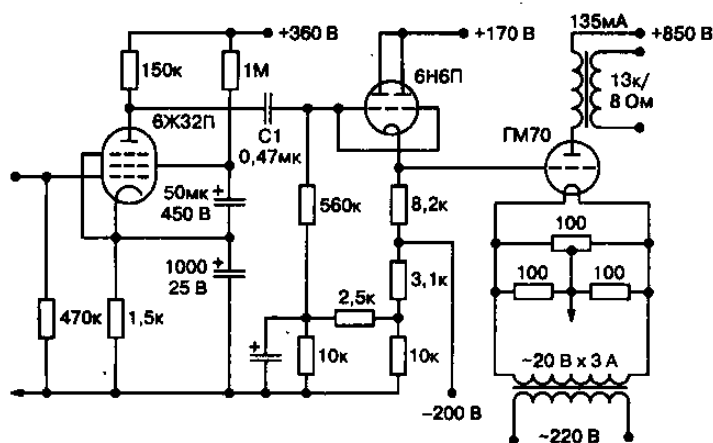 135мА
+360 В
+170 В
+850 В
150к
1М
6Н6П
13к/
8 Ом
6Ж32П
С1
0,47мк
ГМ70
50мк +
450 В
560к
8,2к
100
1000 +
25 В
3,1к
100
100
2,5к
470к
1,5к
+
10к
10к
~20 В х 3 А
–200 В
~220 В